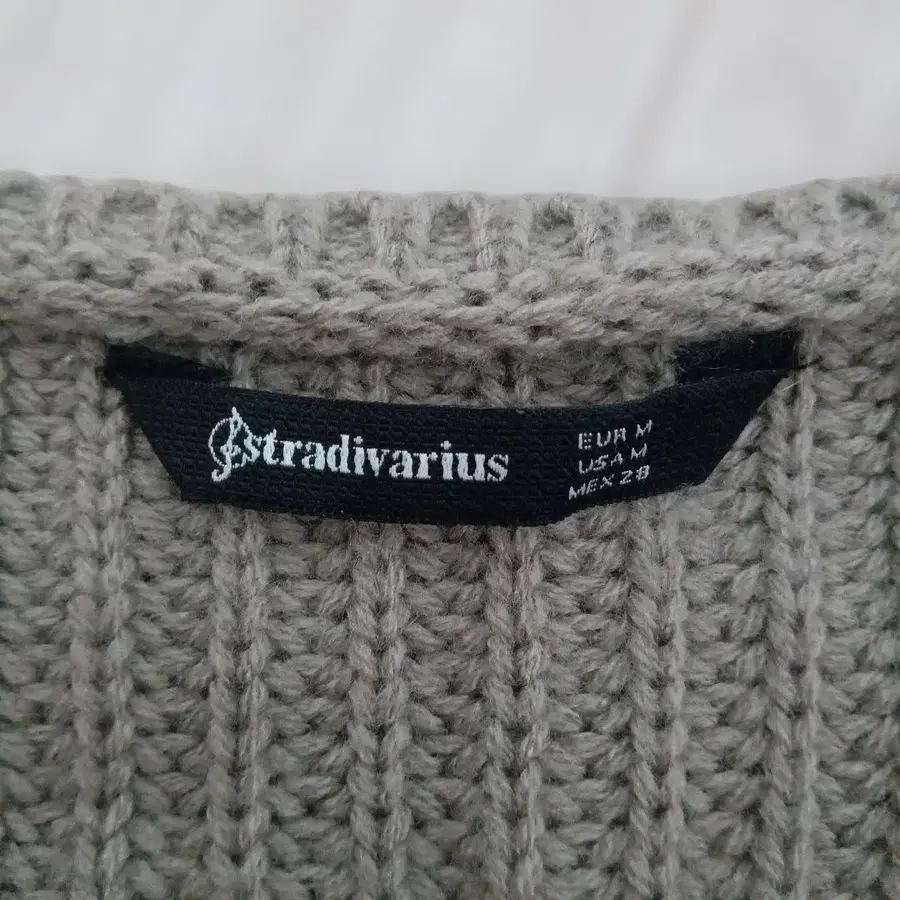 stradivarius
EUR M
USA M
MEX 28